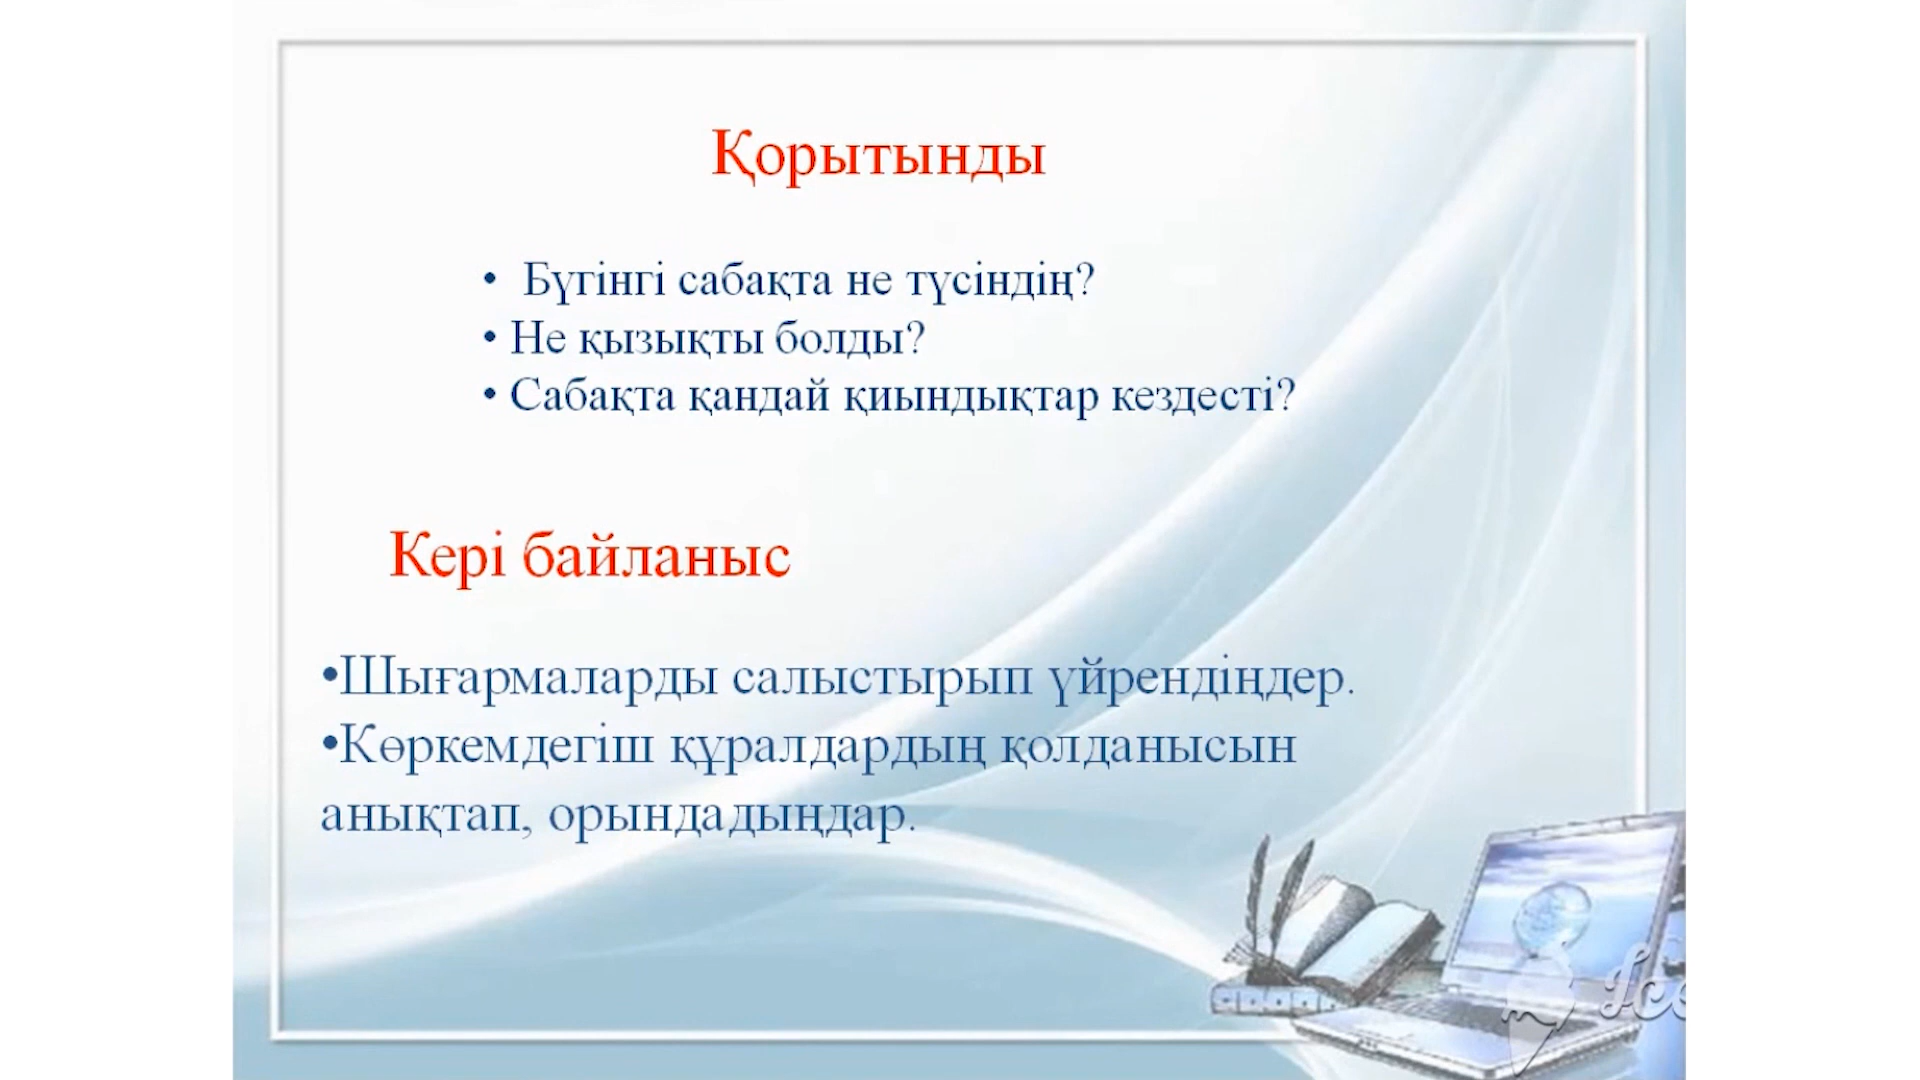 Қорытынды
• Бүгінгі сабақта не түсіндің?
• Не қызықты болды?
• Сабақта қандай қиындықтар кездесті?
Кері байланыс
•Шығармаларды салыстырып үйрендіңдер.
•Көркемдегіш құралдардың қолданысын
анықтап, орындадыңдар.